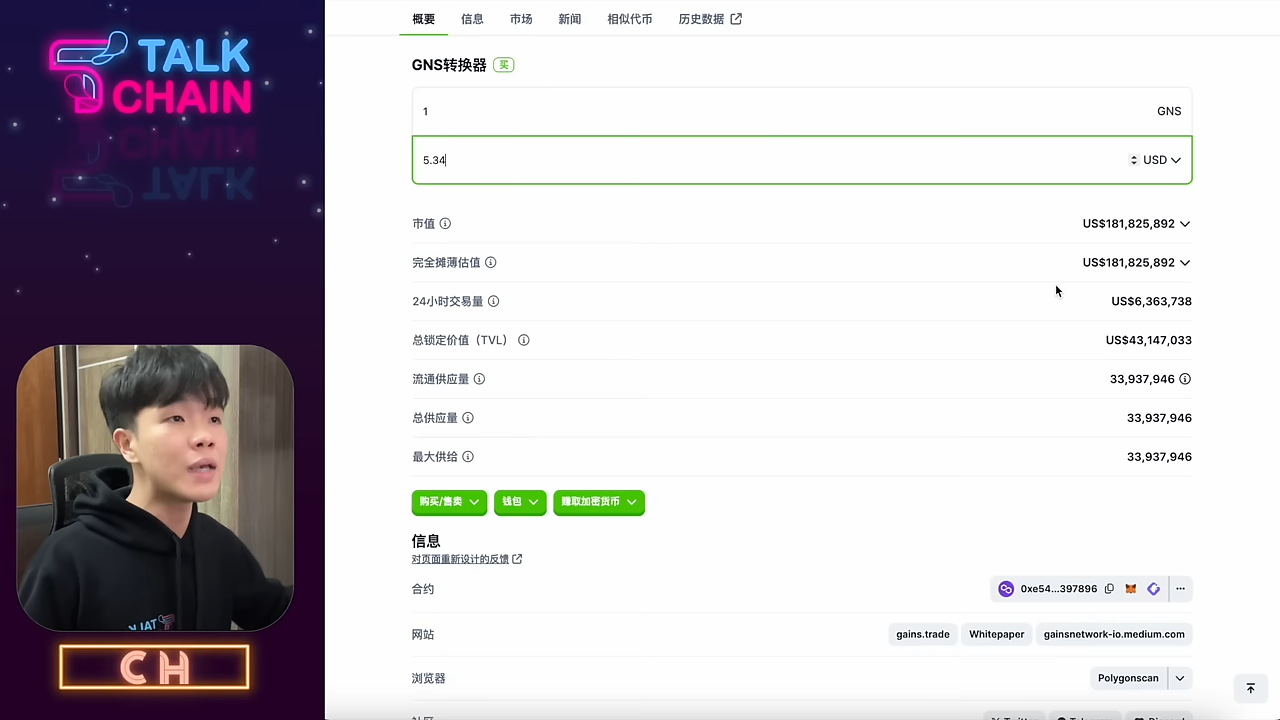 TALK
CHAIN
CH
概要 信息 市场 新闻 相似代币 历史数据
GNS转换器 买
1 GNS
5.34 USD
市值 US$181,825,892
完全摊薄估值 US$181,825,892
24小时交易量 US$6,363,738
总锁定价值（TVL） US$43,147,033
流通供应量 33,937,946
总供应量 33,937,946
最大供给 33,937,946
购买/售卖 钱包 赚取加密货币
信息
对页面重新设计的反馈
合约 0xe54...397896
网站 gains.trade Whitepaper gainsnetwork-io.medium.com
浏览器 Polygonscan